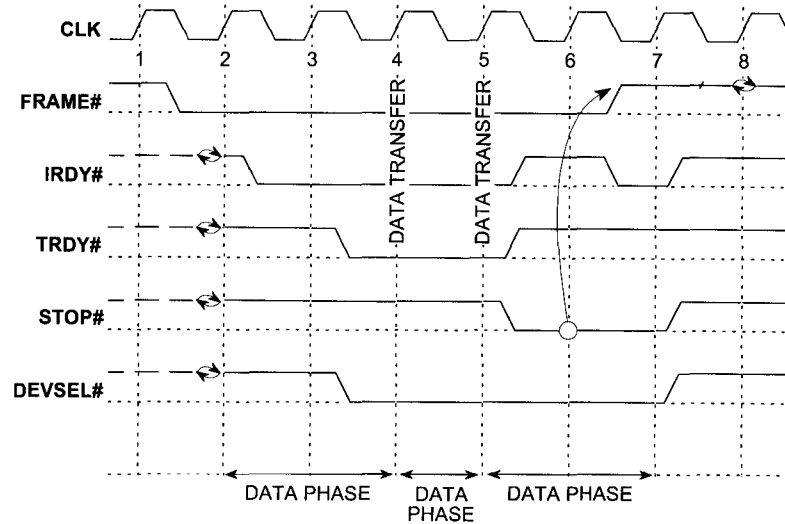 CLK
1 2 3 4 5 6 7 8
FRAME#
DATA TRANSFER
DATA TRANSFER
IRDY#
TRDY#
STOP#
DEVSEL#
DATA PHASE
DATA
PHASE
DATA PHASE